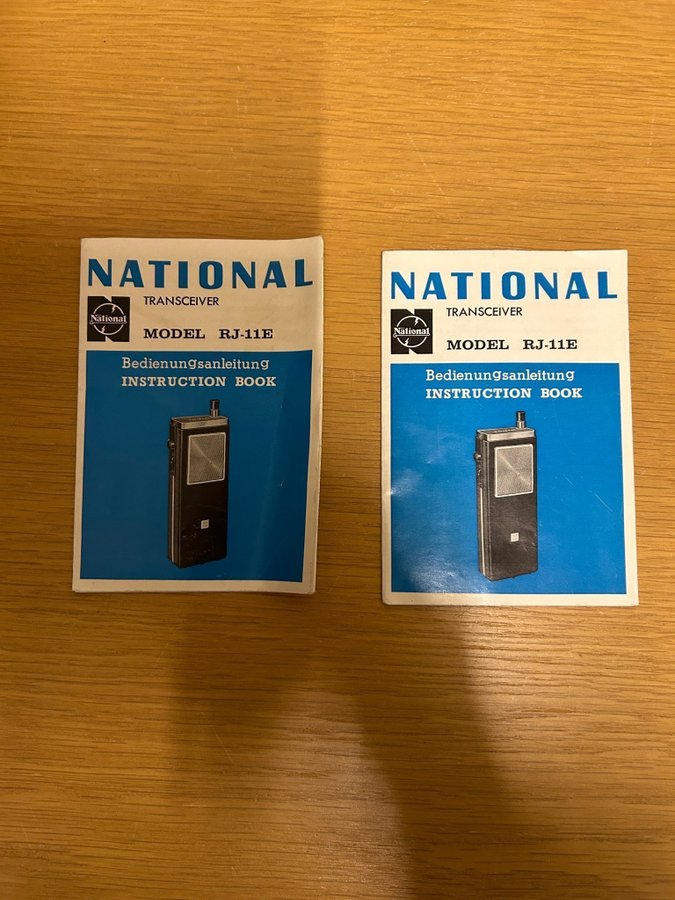 NATIONAL
TRANSCEIVER
National
MODEL RJ-11E
Bedienungsanleitung
INSTRUCTION BOOK
NATIONAL
TRANSCEIVER
National
MODEL RJ-11E
Bedienungsanleitung
INSTRUCTION BOOK